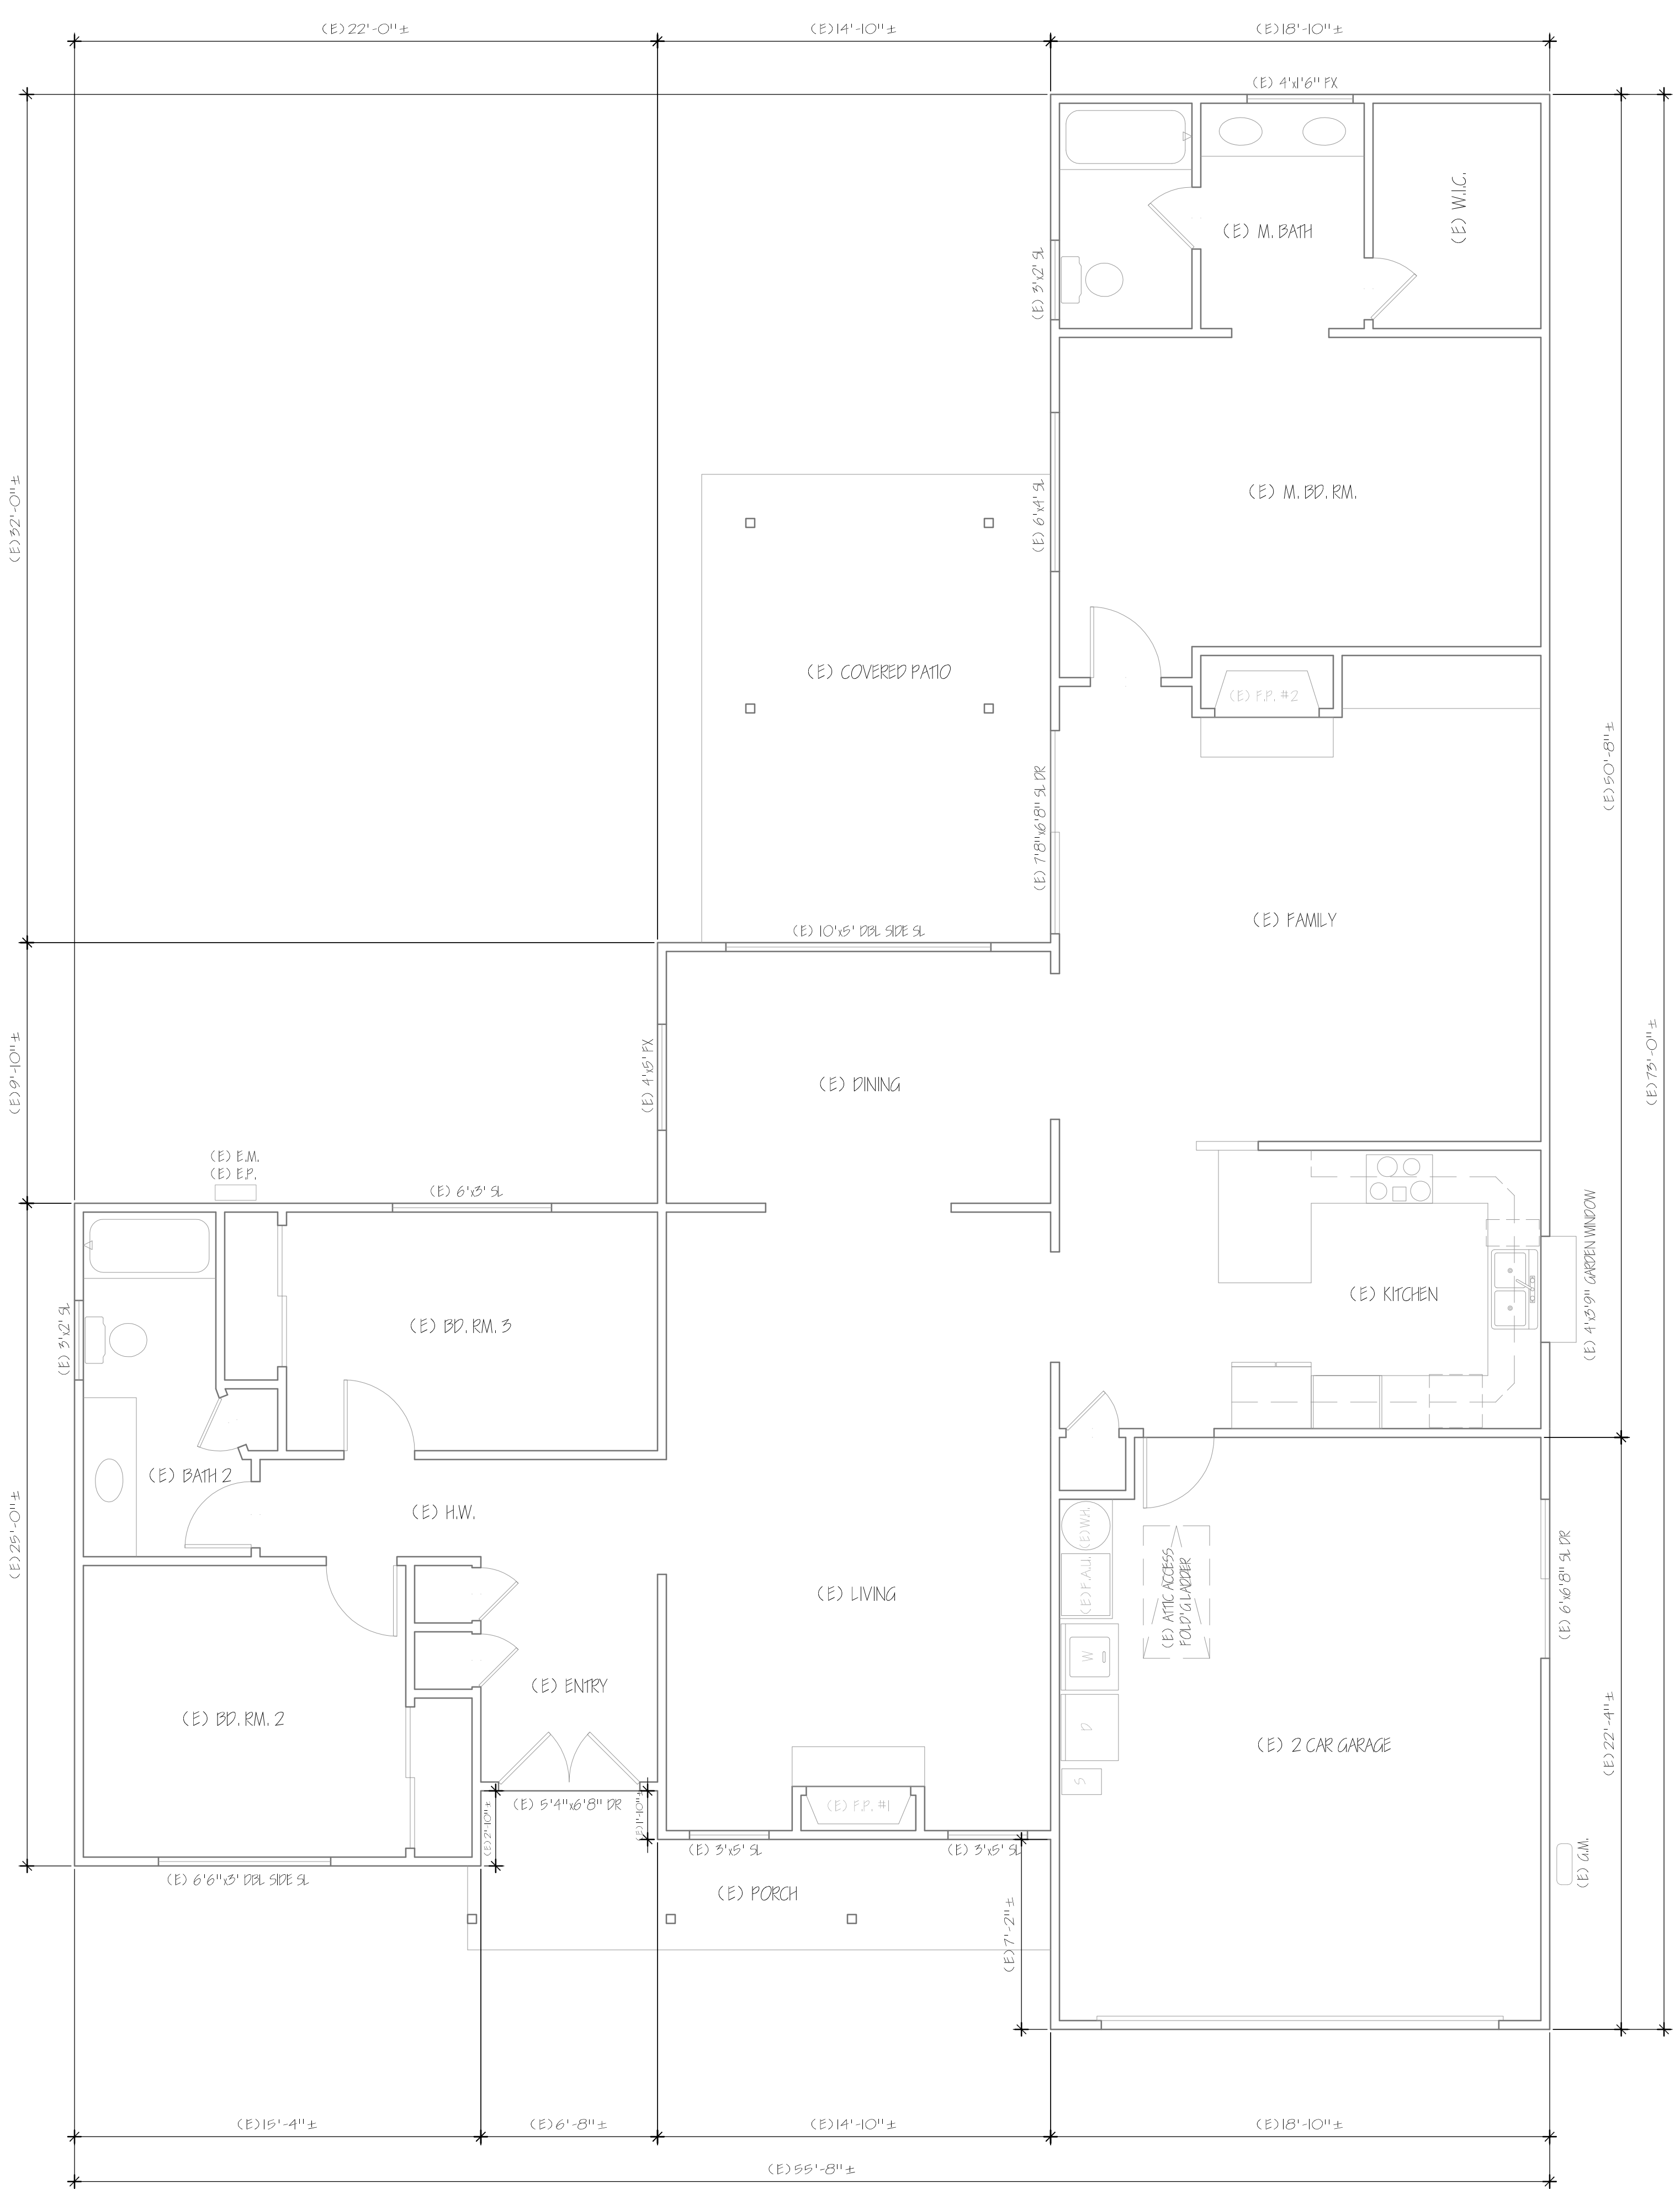 (E) 22'-0"±
(E) 14'-10"±
(E) 18'-10"±
(E) 4'x1'6" FX
(E) W.I.C.
(E) M. BATH
(E) 3'x2' SL
(E) 32'-0"±
(E) 6'x4' SL
(E) M. BD. RM.
(E) COVERED PATIO
(E) F.P. #2
(E) 50'-8"±
(E) 7'8"x6'8" SL DR
(E) 10'x5' DBL SIDE SL
(E) FAMILY
(E) 9'-10"±
(E) 4'x5' FX
(E) DINING
(E) 73'-0"±
(E) E.M.
(E) E.P.
(E) 6'x3' SL
(E) 4'x3'9" GARDEN WINDOW
(E) 3'x2' SL
(E) BD. RM. 3
(E) KITCHEN
(E) BATH 2
(E) H.W.
(E) 25'-0"±
(E) W.H.
(E) F.A.U.
(E) ATTIC ACCESS
FOLD'G LADDER
(E) 6'x6'8" SL DR
(E) LIVING
W
(E) ENTRY
(E) BD. RM. 2
D
(E) 2 CAR GARAGE
(E) 22'-4"±
S
(E) 5'4"x6'8" DR
(E) 2'-10"±
(E) 1'-10"±
(E) F.P. #1
(E) 3'x5' SL
(E) 3'x5' SL
(E) G.M.
(E) 6'6"x3' DBL SIDE SL
(E) PORCH
(E) 7'-2"±
(E) 15'-4"±
(E) 6'-8"±
(E) 14'-10"±
(E) 18'-10"±
(E) 55'-8"±